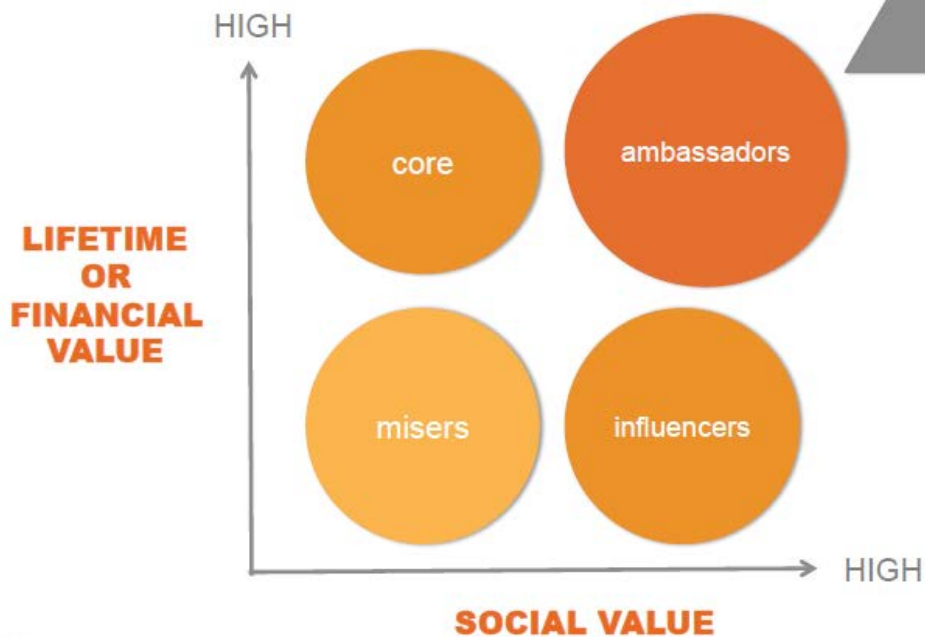 HIGH
core
ambassadors
LIFETIME
OR
FINANCIAL
VALUE
misers
influencers
HIGH
SOCIAL VALUE